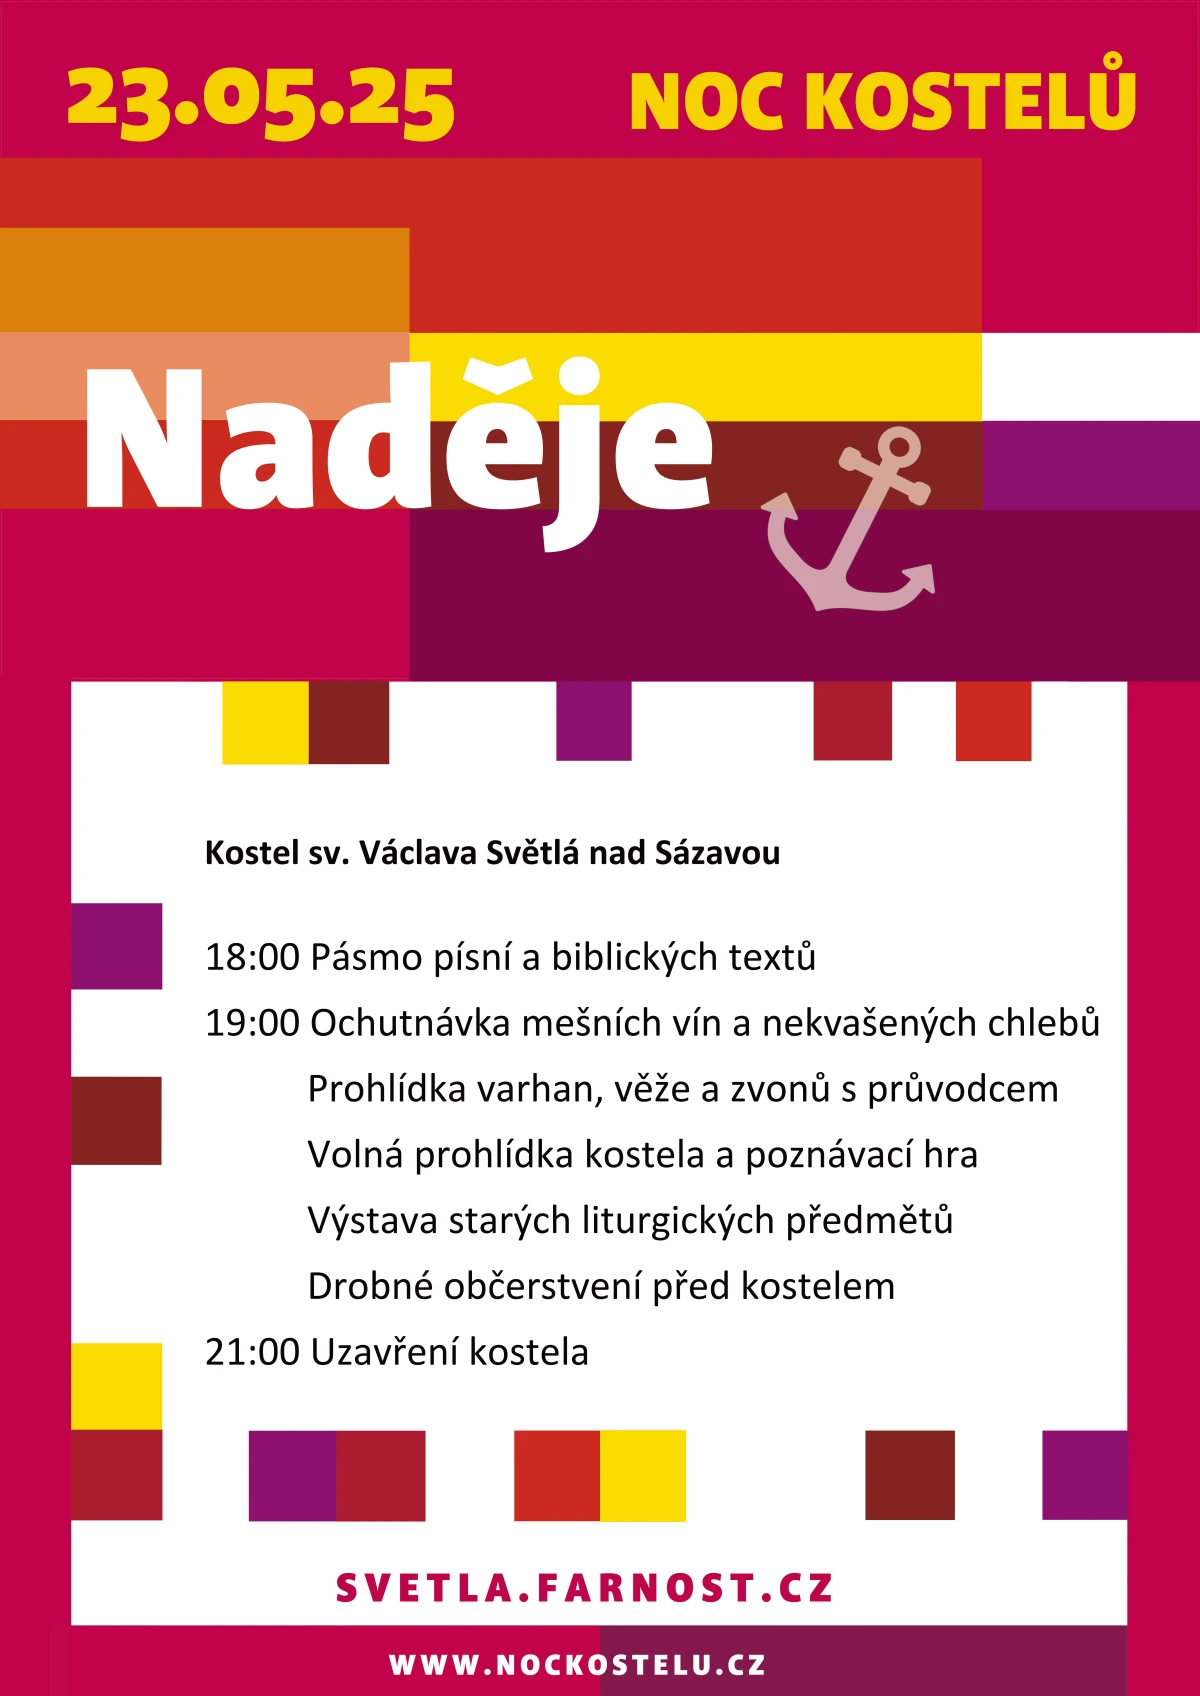 23.05.25 NOC KOSTELŮ
Naděje
Kostel sv. Václava Světlá nad Sázavou
18:00 Pásmo písní a biblických textů
19:00 Ochutnávka mešních vín a nekvašených chlebů
Prohlídka varhan, věže a zvonů s průvodcem
Volná prohlídka kostela a poznávací hra
Výstava starých liturgických předmětů
Drobné občerstvení před kostelem
21:00 Uzavření kostela
SVETLA.FARNOST.CZ
WWW.NOCKOSTELU.CZ